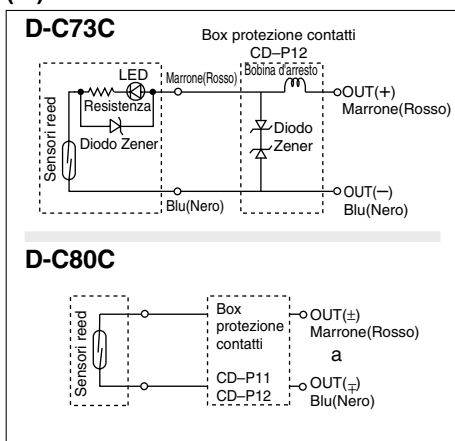 D-C73C
Box protezione contatti
CD–P12
LED
Marrone(Rosso)
Bobina d'arresto
OUT(+)
Marrone(Rosso)
Resistenza
Diodo Zener
Diodo
Zener
Sensori reed
Blu(Nero)
OUT(–)
Blu(Nero)
D-C80C
Sensori reed
Box
protezione
contatti
CD–P11
CD–P12
OUT(±)
Marrone(Rosso)
a
OUT(∓)
Blu(Nero)